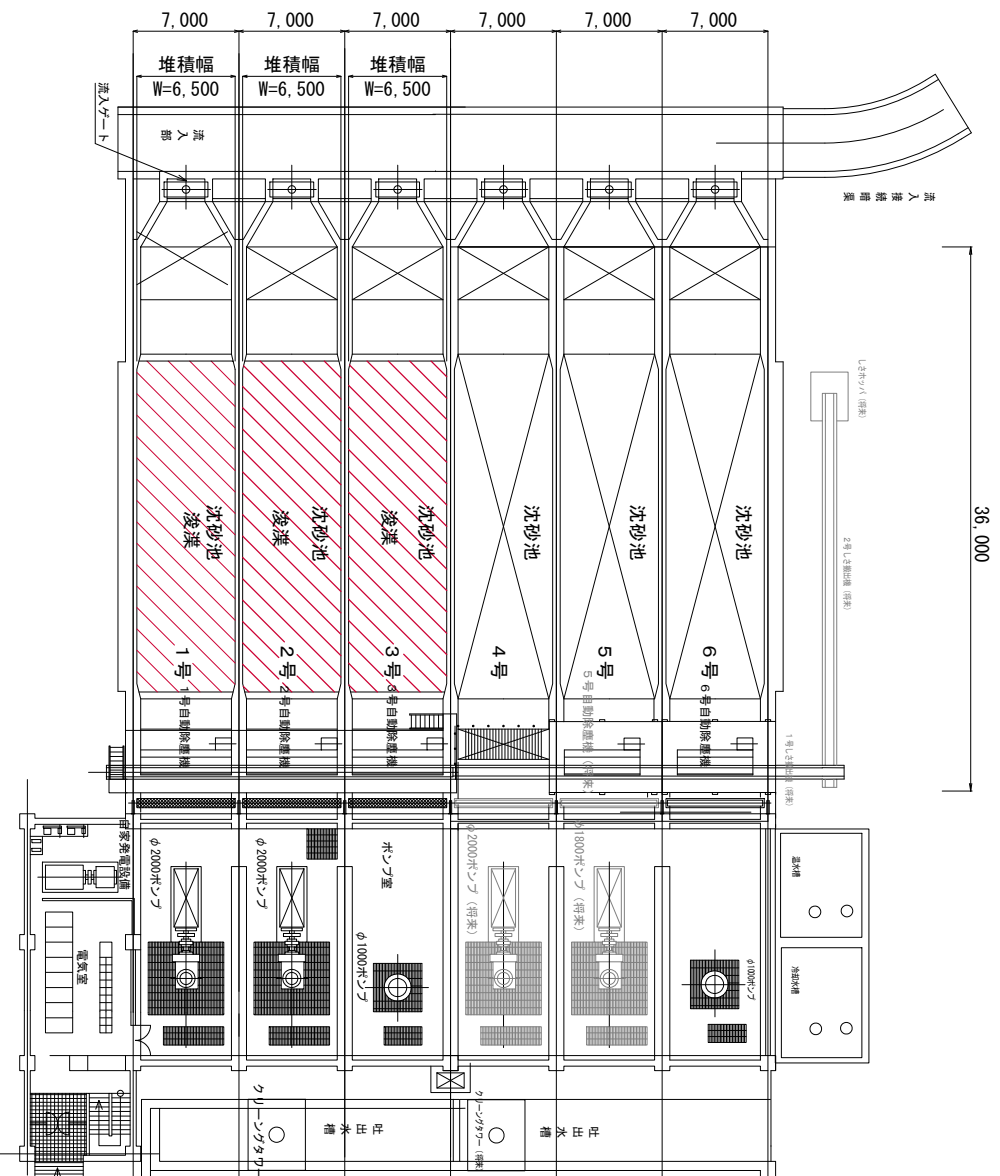 7,000
7,000
7,000
7,000
7,000
7,000
堆積幅
W=6,500
堆積幅
W=6,500
堆積幅
W=6,500
流入ゲート
流入部
流入接続暗渠
36,000
しさホッパ（将来）
2号しさ搬出機（将来）
1号しさ搬出機（将来）
沈砂池
浚渫
1号
沈砂池
浚渫
2号
沈砂池
浚渫
3号
沈砂池
4号
沈砂池
5号
沈砂池
6号
1号自動除塵機
2号自動除塵機
3号自動除塵機
5号自動除塵機（将来）
6号自動除塵機
自家発電設備
電気室
φ2000ポンプ
φ2000ポンプ
ポンプ室
φ1000ポンプ
φ2000ポンプ（将来）
φ1800ポンプ（将来）
φ1000ポンプ
温水槽
冷却水槽
クリーングタワー
吐出水槽
クリーングタワー（将来）
吐出水槽